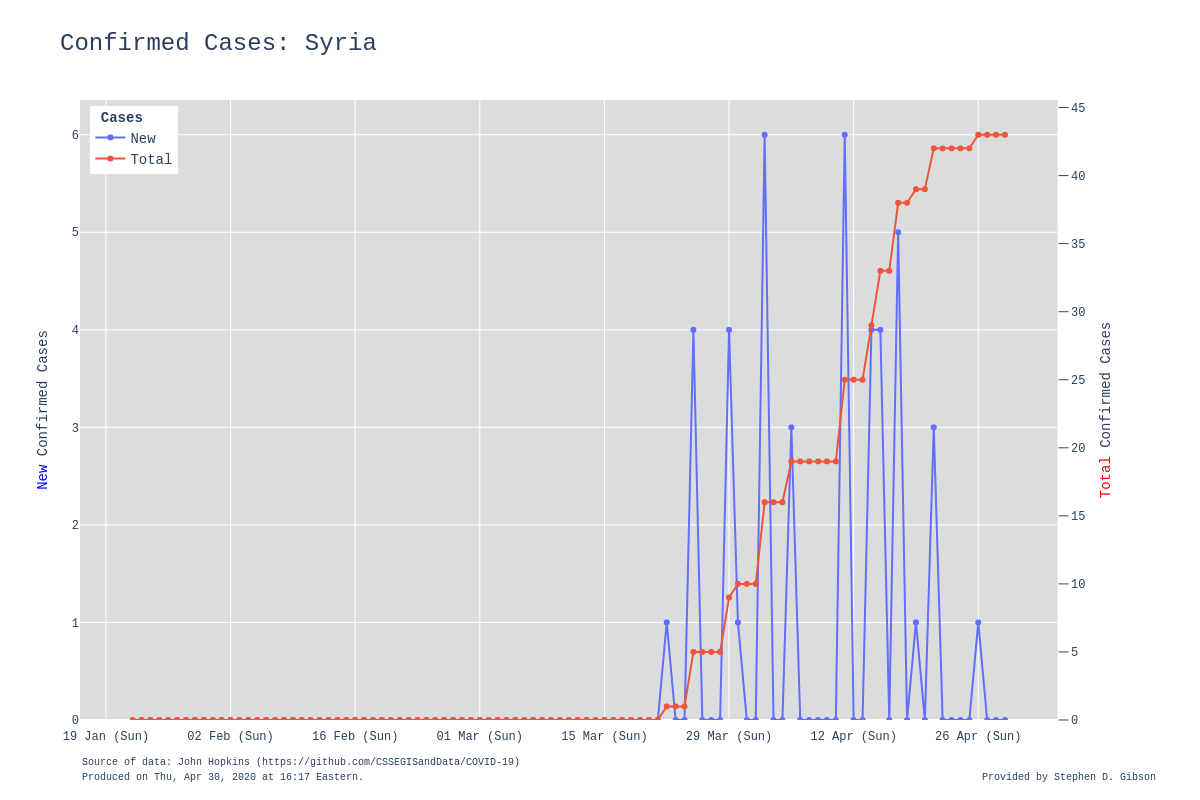 Confirmed Cases: Syria
Cases
New
Total
6
5
4
3
2
1
0
New Confirmed Cases
45
40
35
30
25
20
15
10
5
0
Total Confirmed Cases
19 Jan (Sun) 02 Feb (Sun) 16 Feb (Sun) 01 Mar (Sun) 15 Mar (Sun) 29 Mar (Sun) 12 Apr (Sun) 26 Apr (Sun)
Source of data: John Hopkins (https://github.com/CSSEGISandData/COVID-19)
Produced on Thu, Apr 30, 2020 at 16:17 Eastern.
Provided by Stephen D. Gibson